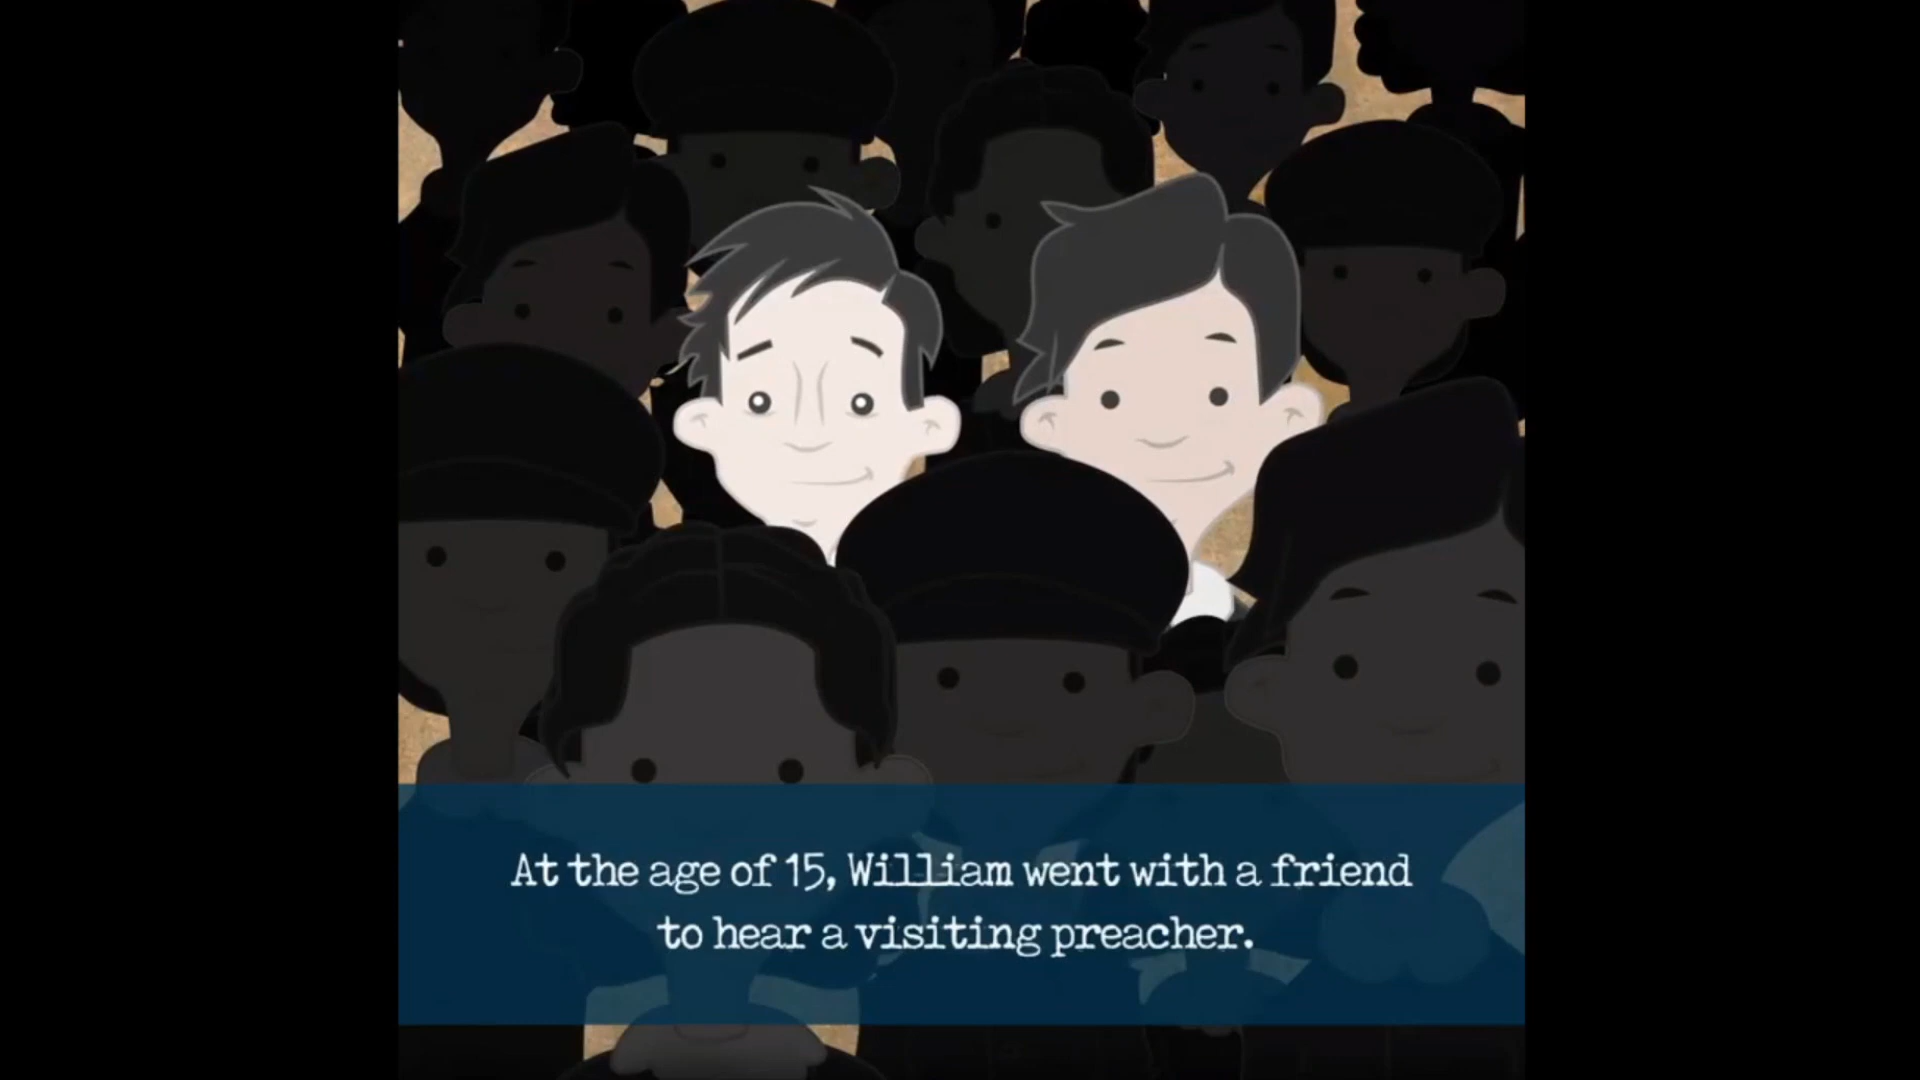 At the age of 15, William went with a friend
to hear a visiting preacher.